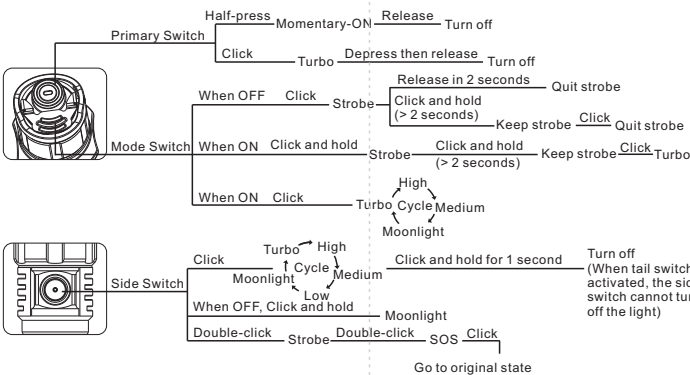 Half-press Momentary-ON Release Turn off
Primary Switch
Click Turbo Depress then release Turn off
Release in 2 seconds Quit strobe
When OFF Click Strobe Click and hold
(> 2 seconds) Keep strobe Click Quit strobe
Mode Switch When ON Click and hold Strobe Click and hold Keep strobe Click Turbo
(> 2 seconds)
High
When ON Click Turbo Cycle Medium
Moonlight
Turbo High
Click Moonlight Cycle Medium Click and hold for 1 second Turn off
(When tail switch
activated, the
switch cannot
off the light)
Side Switch
Low
When OFF, Click and hold Moonlight
Double-click Strobe Double-click SOS Click
Go to original state